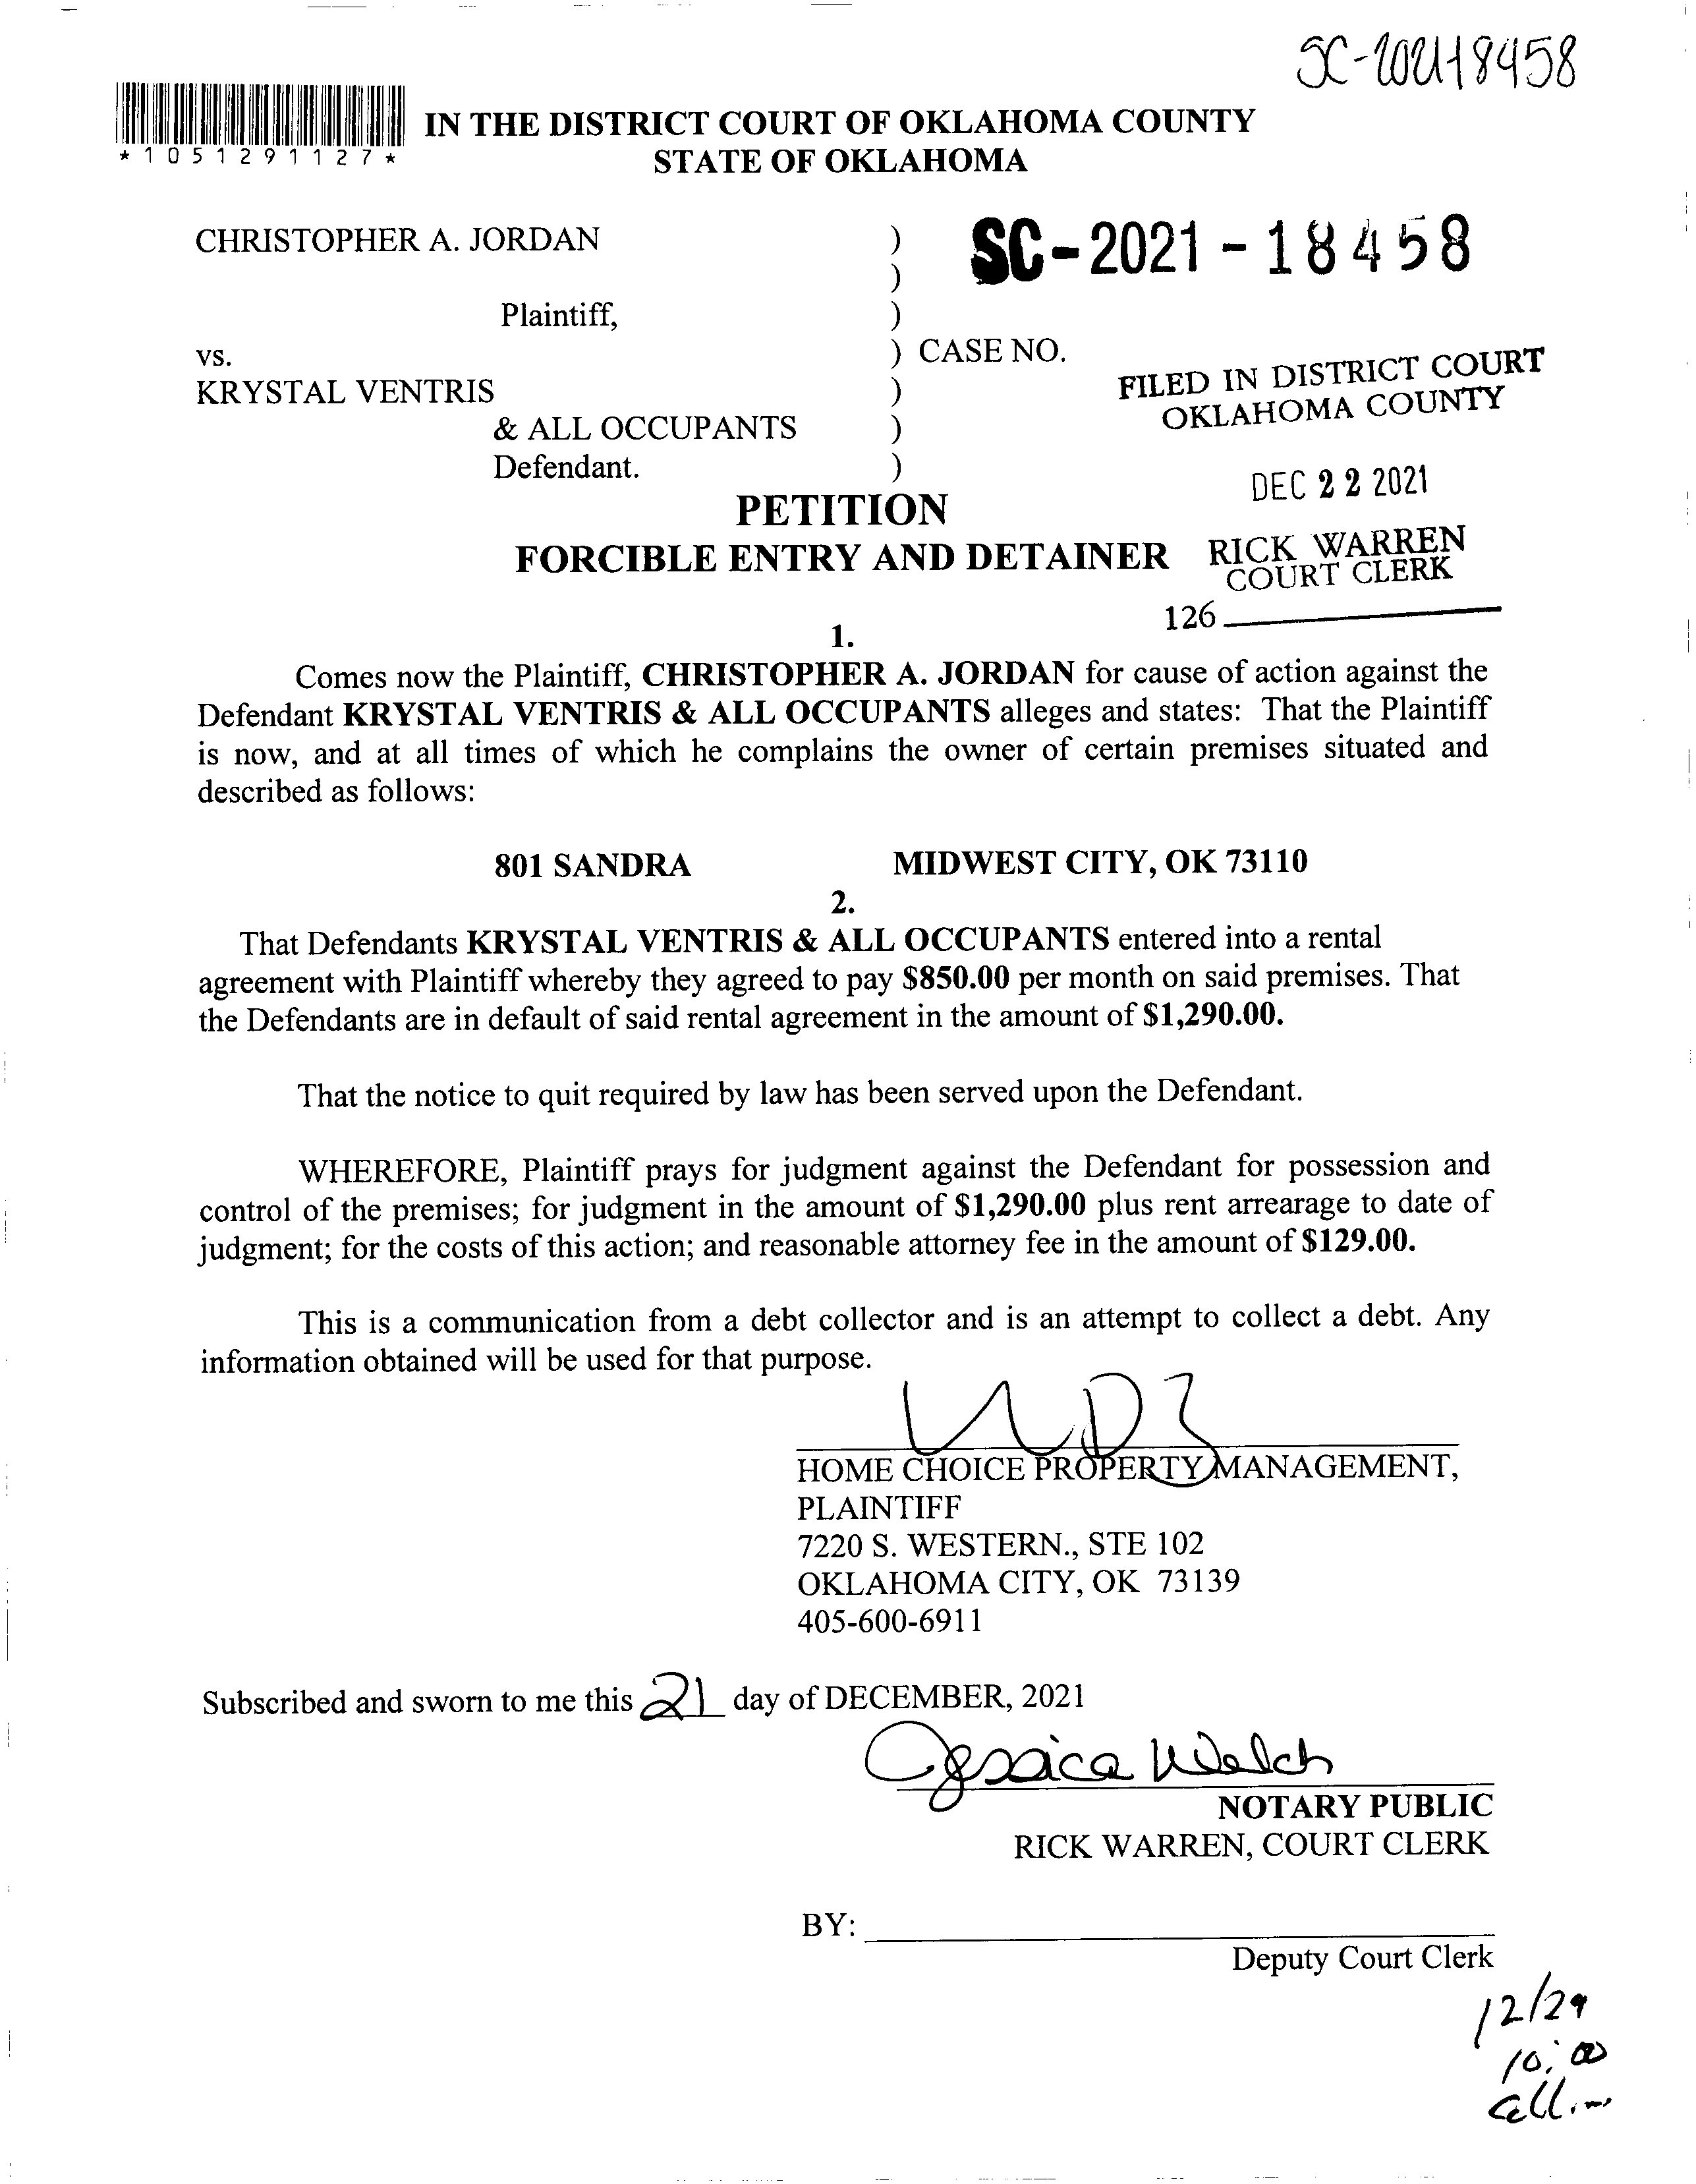 SC-202118458
*1051291127*
IN THE DISTRICT COURT OF OKLAHOMA COUNTY
STATE OF OKLAHOMA
CHRISTOPHER A. JORDAN )
)
SC-2021-18458
Plaintiff, )
vs. ) CASE NO.
KRYSTAL VENTRIS )
& ALL OCCUPANTS )
Defendant. )
FILED IN DISTRICT COURT
OKLAHOMA COUNTY
DEC 22 2021
RICK WARREN
COURT CLERK
126
PETITION
FORCIBLE ENTRY AND DETAINER
1.
Comes now the Plaintiff, CHRISTOPHER A. JORDAN for cause of action against the
Defendant KRYSTAL VENTRIS & ALL OCCUPANTS alleges and states: That the Plaintiff
is now, and at all times of which he complains the owner of certain premises situated and
described as follows:
801 SANDRA MIDWEST CITY, OK 73110
2.
That Defendants KRYSTAL VENTRIS & ALL OCCUPANTS entered into a rental
agreement with Plaintiff whereby they agreed to pay $850.00 per month on said premises. That
the Defendants are in default of said rental agreement in the amount of $1,290.00.
That the notice to quit required by law has been served upon the Defendant.
WHEREFORE, Plaintiff prays for judgment against the Defendant for possession and
control of the premises; for judgment in the amount of $1,290.00 plus rent arrearage to date of
judgment; for the costs of this action; and reasonable attorney fee in the amount of $129.00.
This is a communication from a debt collector and is an attempt to collect a debt. Any
information obtained will be used for that purpose.
HOME CHOICE PROPERTY MANAGEMENT,
PLAINTIFF
7220 S. WESTERN., STE 102
OKLAHOMA CITY, OK 73139
405-600-6911
Subscribed and sworn to me this 21 day of DECEMBER, 2021
Jessica Welch
NOTARY PUBLIC
RICK WARREN, COURT CLERK
BY:
Deputy Court Clerk
12/29
10:00